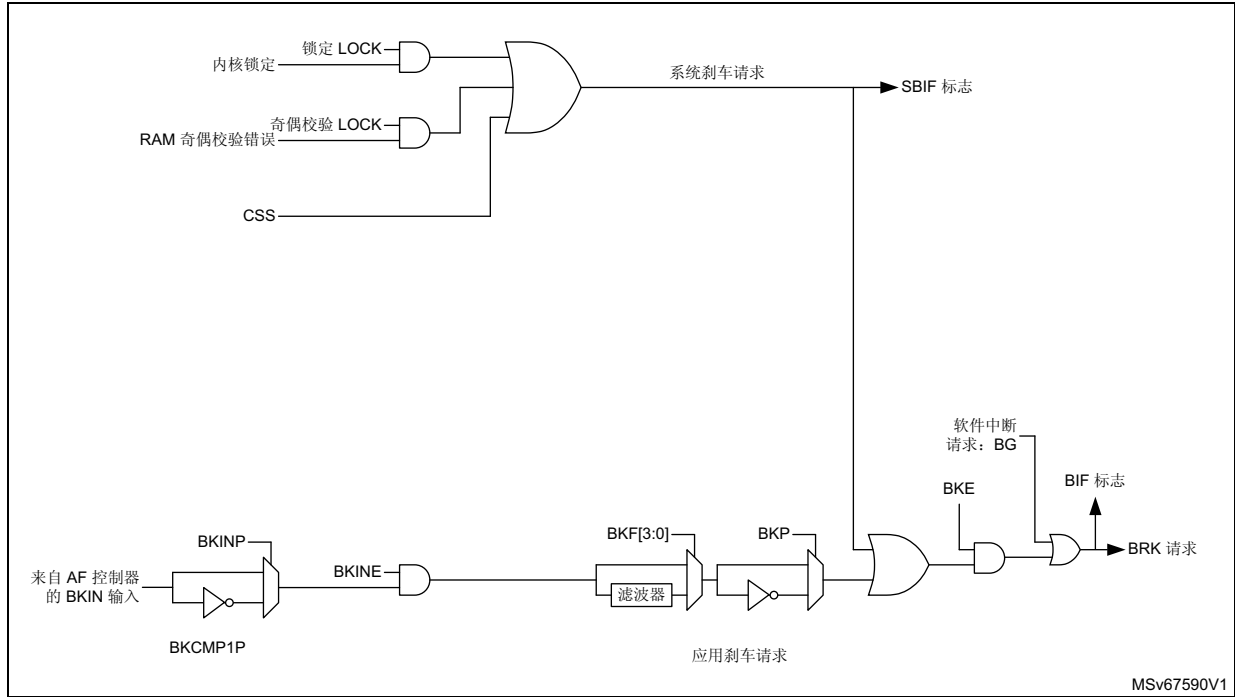 锁定 LOCK
内核锁定
系统刹车请求
SBIF 标志
奇偶校验 LOCK
RAM 奇偶校验错误
CSS
软件中断
请求：BG
BKE
BIF 标志
BKF[3:0]
BKP
BRK 请求
BKINP
BKINE
来自 AF 控制器
的 BKIN 输入
滤波器
BKCMP1P
应用刹车请求
MSv67590V1